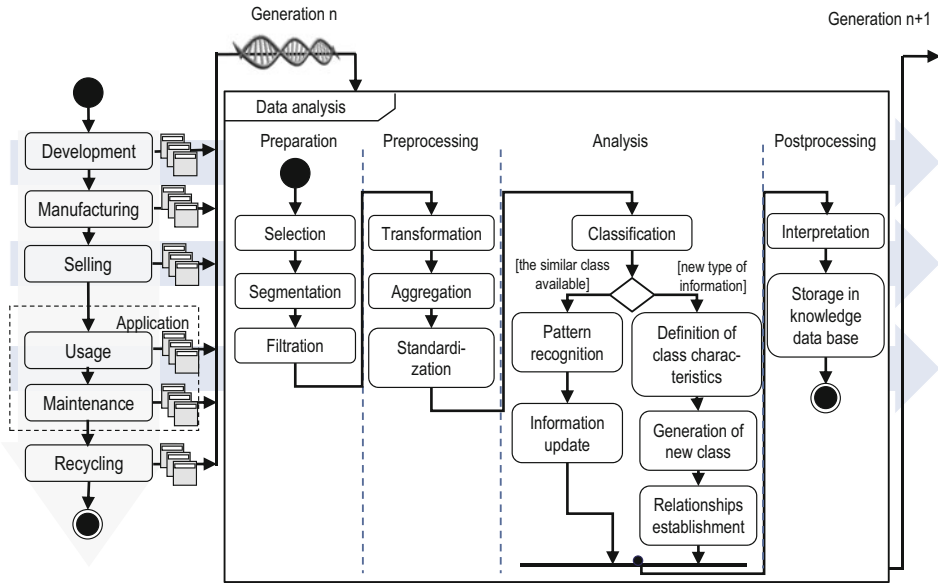 Generation n
Generation n+1
Development
Manufacturing
Selling
Application
Usage
Maintenance
Recycling
Data analysis
Preparation
Selection
Segmentation
Filtration
Preprocessing
Transformation
Aggregation
Standardi-
zation
Analysis
Classification
[the similar class
available]
[new type of
information]
Pattern
recognition
Information
update
Definition of
class charac-
teristics
Generation of
new class
Relationships
establishment
Postprocessing
Interpretation
Storage in
knowledge
data base